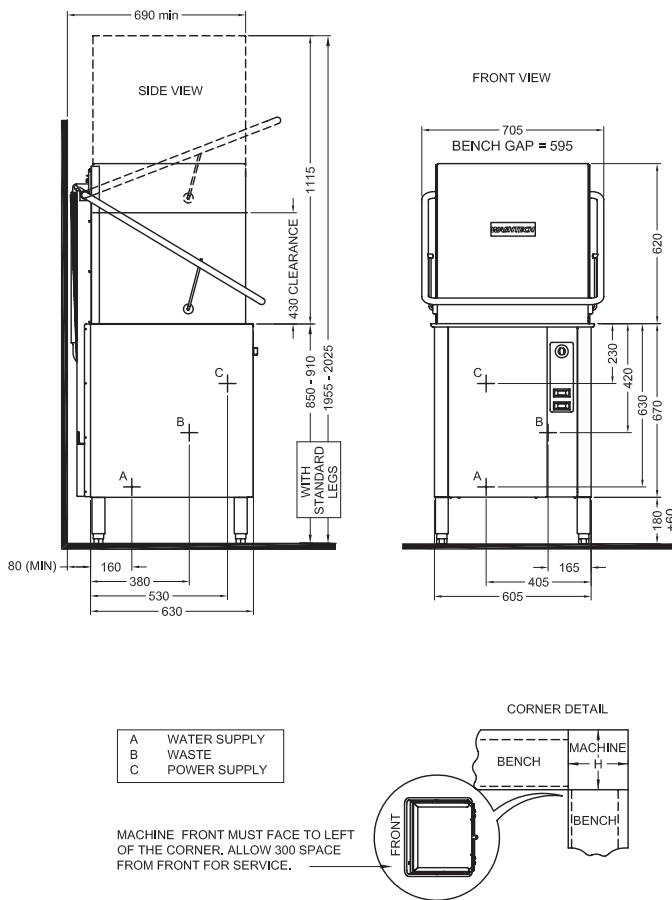 690 min
SIDE VIEW
1115
430 CLEARANCE
850 - 910
1955 - 2025
WITH
STANDARD
LEGS
C
B
A
80 (MIN)
160
380
530
630
FRONT VIEW
705
BENCH GAP = 595
WASHTECH
620
230
420
630
670
180
±60
C
B
A
165
405
605
A WATER SUPPLY
B WASTE
C POWER SUPPLY
MACHINE FRONT MUST FACE TO LEFT
OF THE CORNER. ALLOW 300 SPACE
FROM FRONT FOR SERVICE.
CORNER DETAIL
BENCH
MACHINE
H
BENCH
FRONT